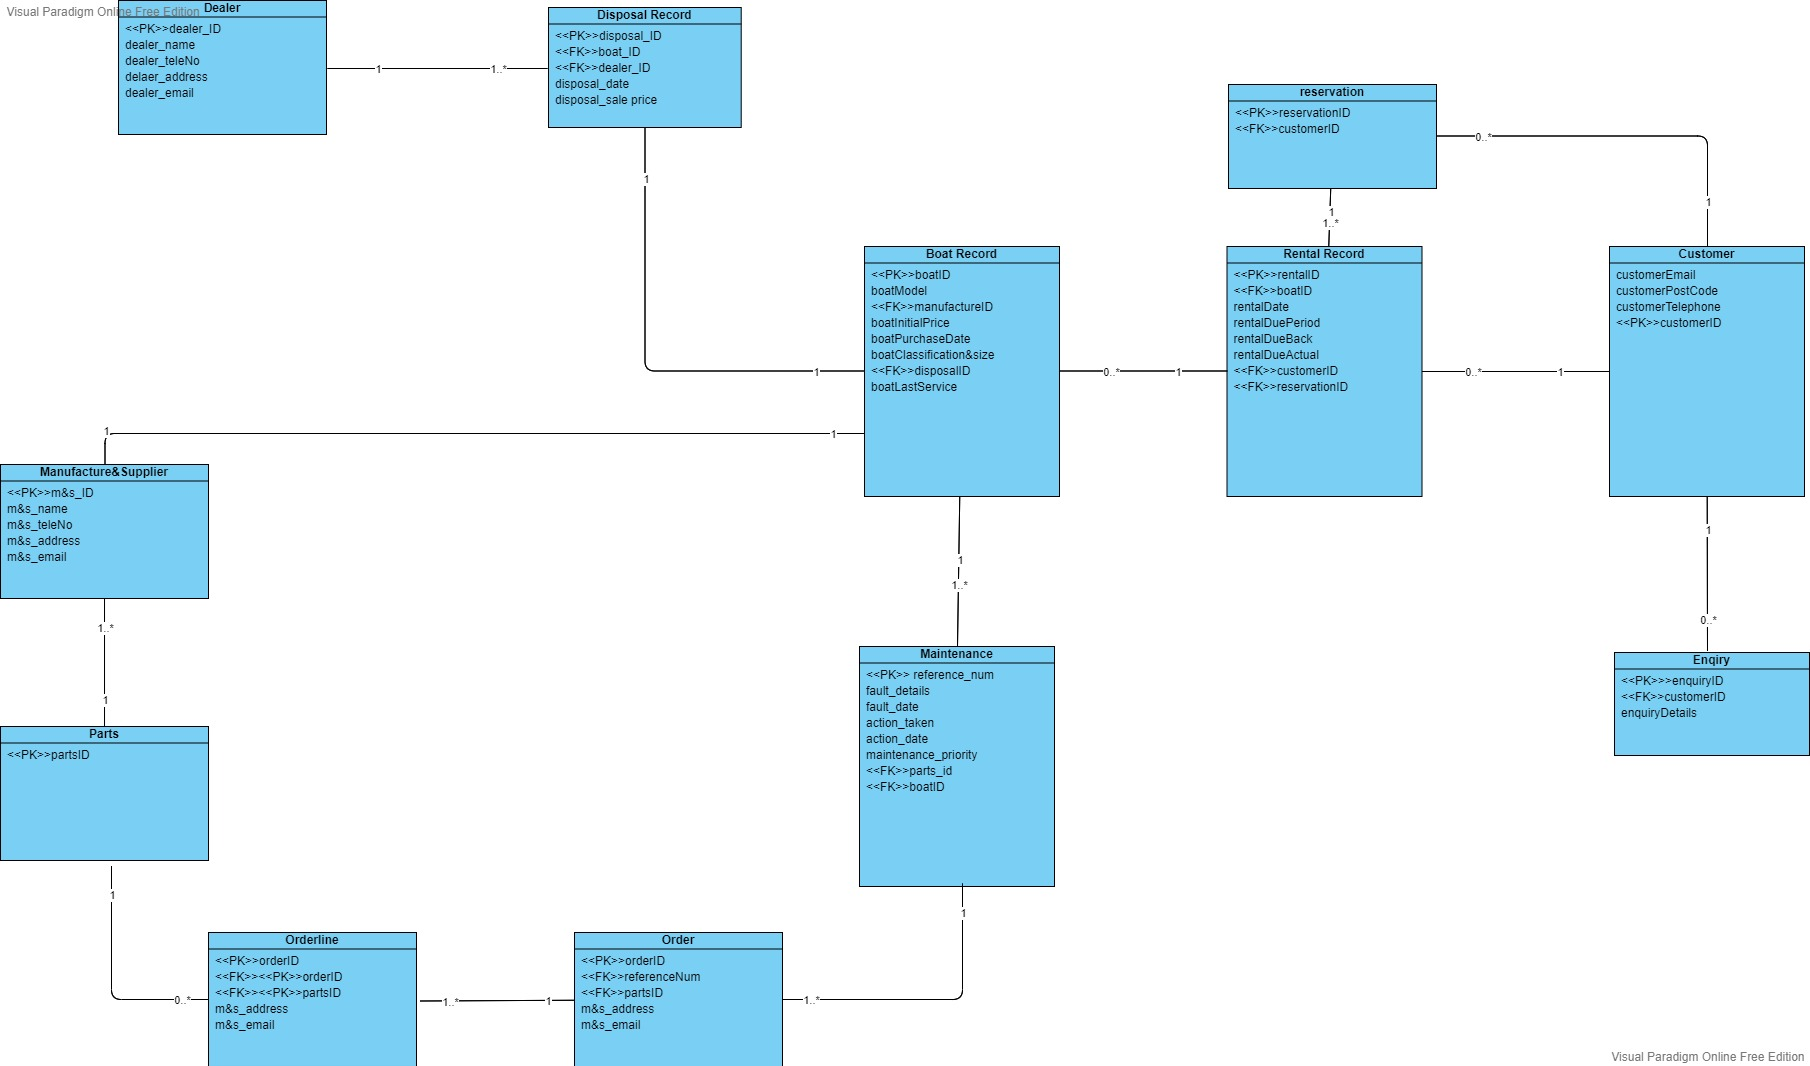 Visual Paradigm Online Free Edition
Dealer
<<PK>>dealer_ID
dealer_name
dealer_teleNo
delaer_address
dealer_email
1
1..*
Disposal Record
<<PK>>disposal_ID
<<FK>>boat_ID
<<FK>>dealer_ID
disposal_date
disposal_sale price
1
1
reservation
<<PK>>reservationID
<<FK>>customerID
0..*
1
1
1..*
Boat Record
<<PK>>boatID
boatModel
<<FK>>manufactureID
boatInitialPrice
boatPurchaseDate
boatClassification&size
<<FK>>disposalID
boatLastService
0..*
1
Rental Record
<<PK>>rentalID
<<FK>>boatID
rentalDate
rentalDuePeriod
rentalDueBack
rentalDueActual
<<FK>>customerID
<<FK>>reservationID
0..*
1
Customer
customerEmail
customerPostCode
customerTelephone
<<PK>>customerID
1
1
Manufacture&Supplier
<<PK>>m&s_ID
m&s_name
m&s_teleNo
m&s_address
m&s_email
1..*
1
1
1..*
1
0..*
Maintenance
<<PK>> reference_num
fault_details
fault_date
action_taken
action_date
maintenance_priority
<<FK>>parts_id
<<FK>>boatID
Enqiry
<<PK>>>enquiryID
<<FK>>customerID
enquiryDetails
Parts
<<PK>>partsID
1
0..*
Orderline
<<PK>>orderID
<<FK>><<PK>>orderID
<<FK>><<PK>>partsID
m&s_address
m&s_email
1..*
1
Order
<<PK>>orderID
<<FK>>referenceNum
<<FK>>partsID
m&s_address
m&s_email
1..*
1
Visual Paradigm Online Free Edition